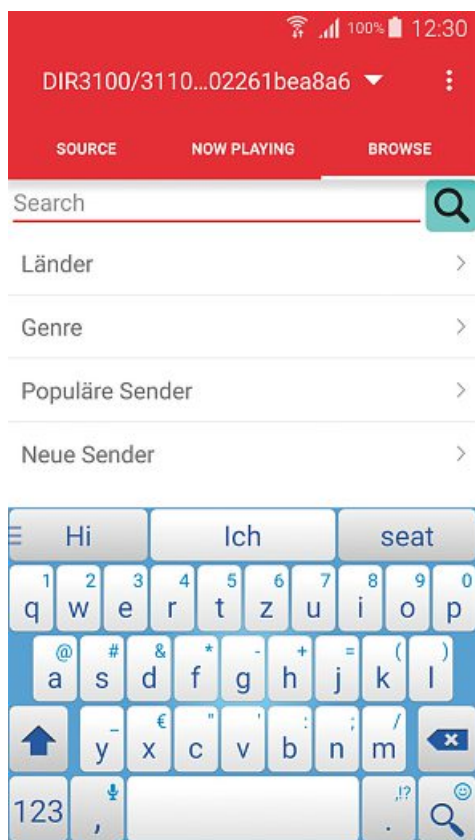 100% 12:30
DIR3100/3110...02261bea8a6
SOURCE NOW PLAYING BROWSE
Search
Länder
Genre
Populäre Sender
Neue Sender
Hi Ich seat
1 2 3 4 5 6 7 8 9 0
q w e r t z u i o p
@ # & * - + = ( )
a s d f g h j k l
_ € " ' : ; /
y x c v b n m
123 , .,!? .